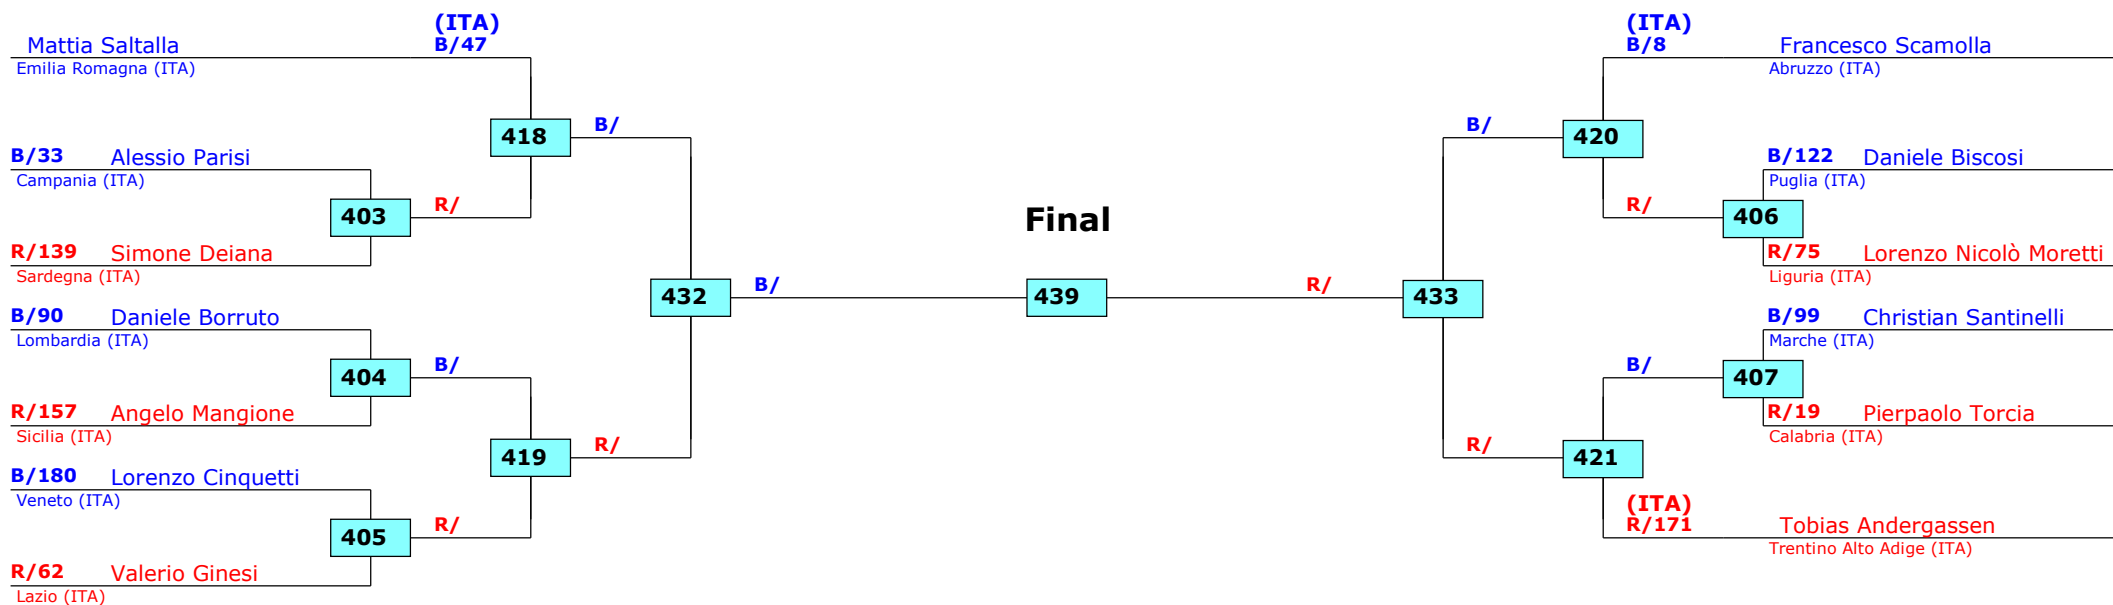 (ITA)
B/47
Mattia Saltalla
Emilia Romagna (ITA)
418
B/
B/33 Alessio Parisi
Campania (ITA)
403
R/
R/139 Simone Deiana
Sardegna (ITA)
432
B/
B/90 Daniele Borruto
Lombardia (ITA)
404
B/
R/157 Angelo Mangione
Sicilia (ITA)
419
R/
B/180 Lorenzo Cinquetti
Veneto (ITA)
405
R/
R/62 Valerio Ginesi
Lazio (ITA)
Final
439
(ITA)
B/8 Francesco Scamolla
Abruzzo (ITA)
B/
420
B/122 Daniele Biscosi
Puglia (ITA)
R/
406
R/75 Lorenzo Nicolò Moretti
Liguria (ITA)
R/
433
B/99 Christian Santinelli
Marche (ITA)
B/
407
R/19 Pierpaolo Torcia
Calabria (ITA)
R/
421
(ITA)
R/171 Tobias Andergassen
Trentino Alto Adige (ITA)